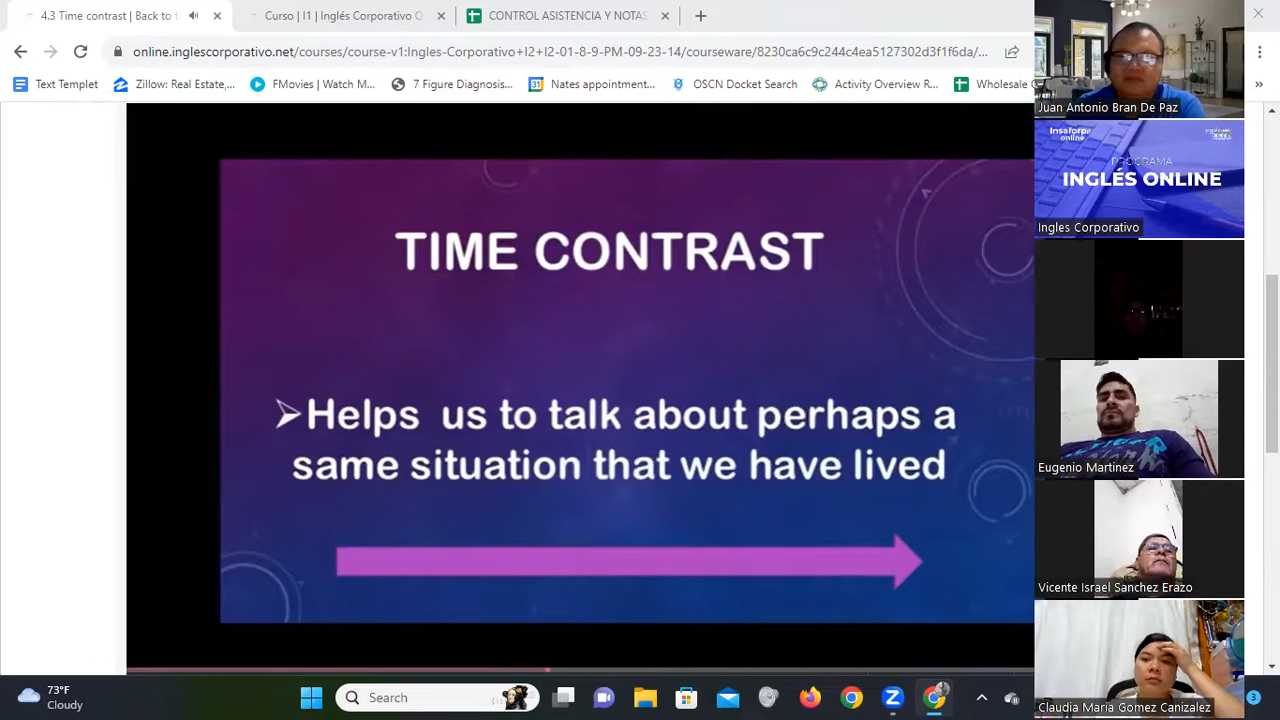 4.3 Time contrast | Back to t
Curso | I1 | Inglés Corporativo O
CONTROL ASISTENCIA Y NOTAS
online.inglescorporativo.net/courses/course-v1:Ingles-Corporativo+I2+I2-01-8-9-PM-09-23-14/courseware/8230ca6c9c244c4ea5127302d3f1f6da/...
Text Templet
Zillow: Real Estate,...
FMovies | Watch M...
7 Figure Diagnosis...
Nates appointment...
OSCN Docket Search
Activity Overview R...
Wholesale C
TIME CONTRAST
➢Helps us to talk about perhaps a
same situation that we have lived
Juan Antonio Bran De Paz
Insaforp
online
PROGRAMA
INGLÉS ONLINE
Ingles Corporativo
Eugenio Martinez
Vicente Israel Sanchez Erazo
Claudia Maria Gomez Canizalez
73°F
Cloudy
Search
3